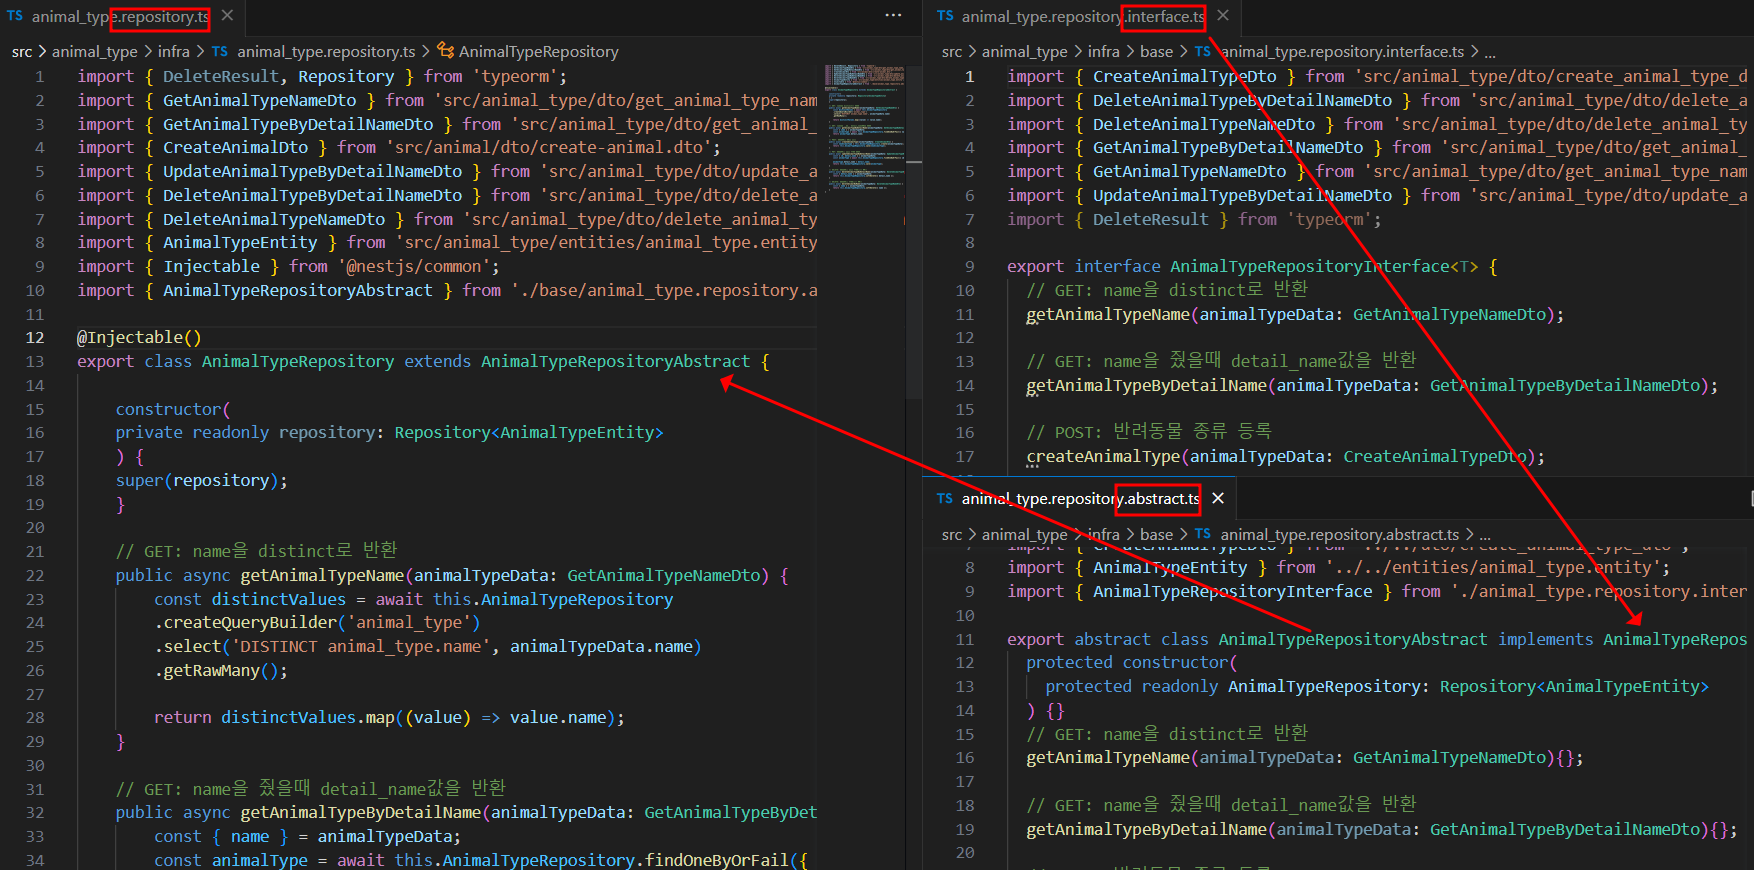 TS animal_type.repository.ts ×
...
src > animal_type > infra > TS animal_type.repository.ts > AnimalTypeRepository
1 import { DeleteResult, Repository } from 'typeorm';
2 import { GetAnimalTypeNameDto } from 'src/animal_type/dto/get_animal_type_nam
3 import { GetAnimalTypeByDetailNameDto } from 'src/animal_type/dto/get_animal_
4 import { CreateAnimalDto } from 'src/animal/dto/create-animal.dto';
5 import { UpdateAnimalTypeByDetailNameDto } from 'src/animal_type/dto/update_a
6 import { DeleteAnimalTypeByDetailNameDto } from 'src/animal_type/dto/delete_a
7 import { DeleteAnimalTypeNameDto } from 'src/animal_type/dto/delete_animal_ty
8 import { AnimalTypeEntity } from 'src/animal_type/entities/animal_type.entity
9 import { Injectable } from '@nestjs/common';
10 import { AnimalTypeRepositoryAbstract } from './base/animal_type.repository.a
11
12 @Injectable()
13 export class AnimalTypeRepository extends AnimalTypeRepositoryAbstract {
14
15 constructor(
16 private readonly repository: Repository<AnimalTypeEntity>
17 ) {
18 super(repository);
19 }
20
21 // GET: name을 distinct로 반환
22 public async getAnimalTypeName(animalTypeData: GetAnimalTypeNameDto) {
23 const distinctValues = await this.AnimalTypeRepository
24 .createQueryBuilder('animal_type')
25 .select('DISTINCT animal_type.name', animalTypeData.name)
26 .getRawMany();
27
28 return distinctValues.map((value) => value.name);
29 }
30
31 // GET: name을 줬을때 detail_name값을 반환
32 public async getAnimalTypeByDetailName(animalTypeData: GetAnimalTypeByDet
33 const { name } = animalTypeData;
34 const animalType = await this.AnimalTypeRepository.findOneByOrFail({
TS animal_type.repository.interface.ts ×
src > animal_type > infra > base > TS animal_type.repository.interface.ts > ...
1 import { CreateAnimalTypeDto } from 'src/animal_type/dto/create_animal_type_d
2 import { DeleteAnimalTypeByDetailNameDto } from 'src/animal_type/dto/delete_a
3 import { DeleteAnimalTypeNameDto } from 'src/animal_type/dto/delete_animal_ty
4 import { GetAnimalTypeByDetailNameDto } from 'src/animal_type/dto/get_animal_
5 import { GetAnimalTypeNameDto } from 'src/animal_type/dto/get_animal_type_nam
6 import { UpdateAnimalTypeByDetailNameDto } from 'src/animal_type/dto/update_a
7 import { DeleteResult } from 'typeorm';
8
9 export interface AnimalTypeRepositoryInterface<T> {
10 // GET: name을 distinct로 반환
11 getAnimalTypeName(animalTypeData: GetAnimalTypeNameDto);
12
13 // GET: name을 줬을때 detail_name값을 반환
14 getAnimalTypeByDetailName(animalTypeData: GetAnimalTypeByDetailNameDto);
15
16 // POST: 반려동물 종류 등록
17 createAnimalType(animalTypeData: CreateAnimalTypeDto);
TS animal_type.repository.abstract.ts ×
src > animal_type > infra > base > TS animal_type.repository.abstract.ts > ...
7 import { CreateAnimalTypeDto } from '../../dto/create_animal_type_dto';
8 import { AnimalTypeEntity } from '../../entities/animal_type.entity';
9 import { AnimalTypeRepositoryInterface } from './animal_type.repository.inter
10
11 export abstract class AnimalTypeRepositoryAbstract implements AnimalTypeRepos
12 protected constructor(
13 protected readonly AnimalTypeRepository: Repository<AnimalTypeEntity>
14 ) {}
15 // GET: name을 distinct로 반환
16 getAnimalTypeName(animalTypeData: GetAnimalTypeNameDto){};
17
18 // GET: name을 줬을때 detail_name값을 반환
19 getAnimalTypeByDetailName(animalTypeData: GetAnimalTypeByDetailNameDto){};
20